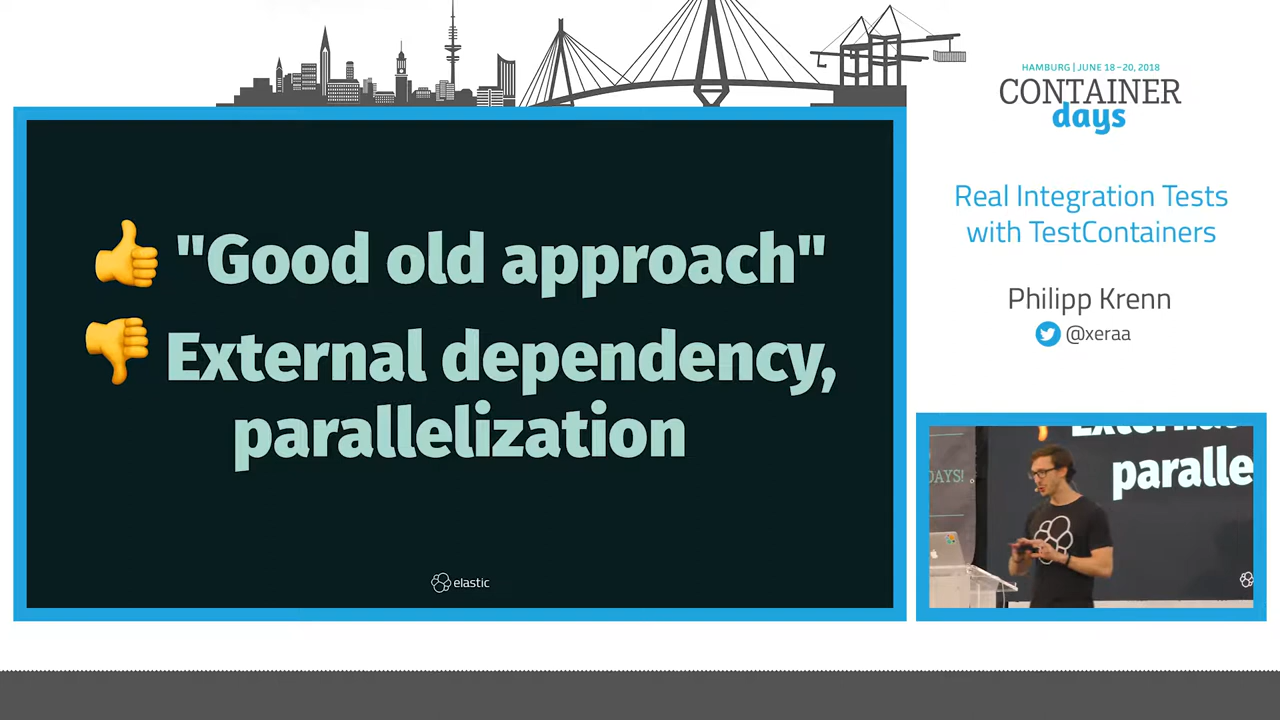 HAMBURG | JUNE 18–20, 2018
CONTAINER
days
"Good old approach"
External dependency,
parallelization
elastic
Real Integration Tests
with TestContainers
Philipp Krenn
@xeraa
DAYS!
paralle